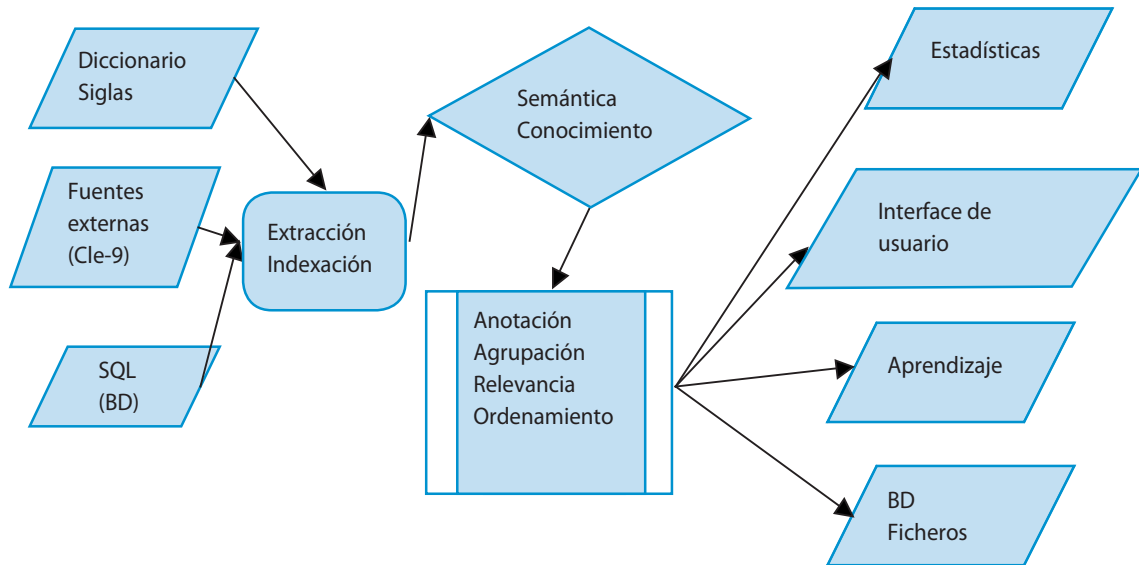 Diccionario
Siglas
Fuentes
externas
(Cle-9)
SQL
(BD)
Extracción
Indexación
Semántica
Conocimiento
Anotación
Agrupación
Relevancia
Ordenamiento
Estadísticas
Interface de
usuario
Aprendizaje
BD
Ficheros